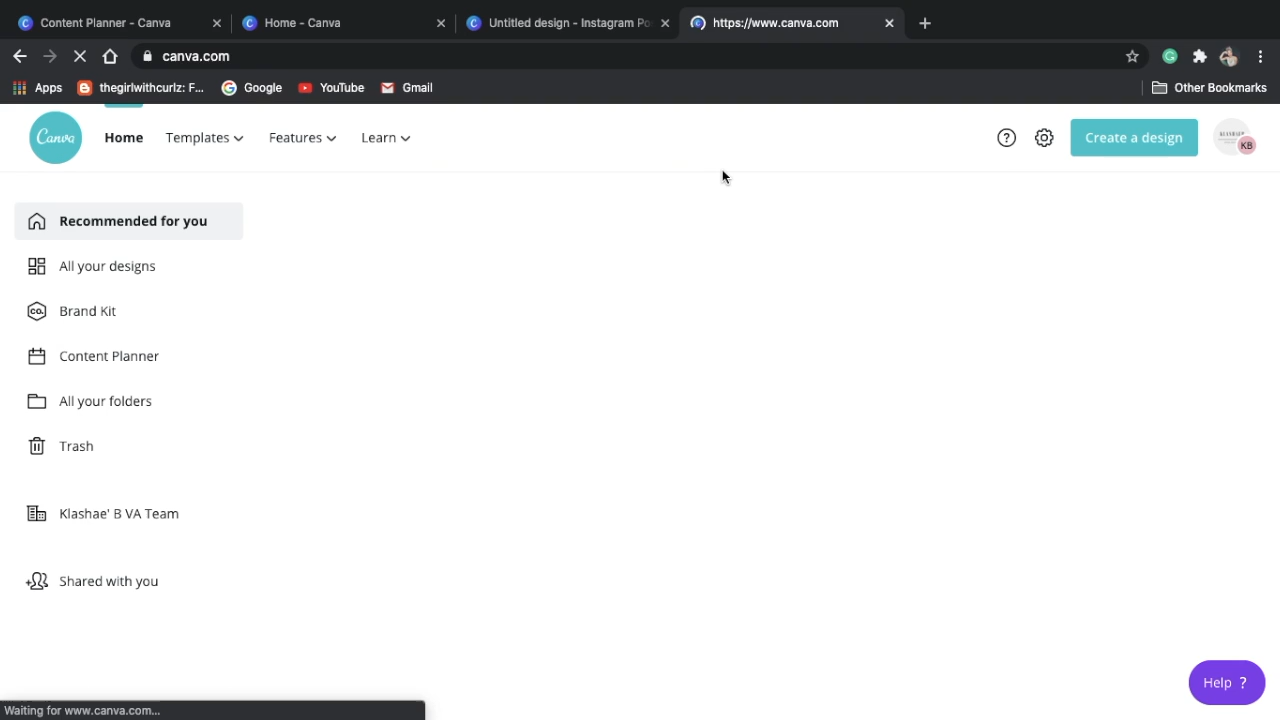 Content Planner - Canva
Home - Canva
Untitled design - Instagram Po
https://www.canva.com
canva.com
Apps
thegirlwithcurlz: F...
Google
YouTube
Gmail
Other Bookmarks
Canva
Home
Templates
Features
Learn
Create a design
KB
Recommended for you
All your designs
CO.
Brand Kit
Content Planner
All your folders
Trash
Klashae' B VA Team
Shared with you
Help ?
Waiting for www.canva.com...